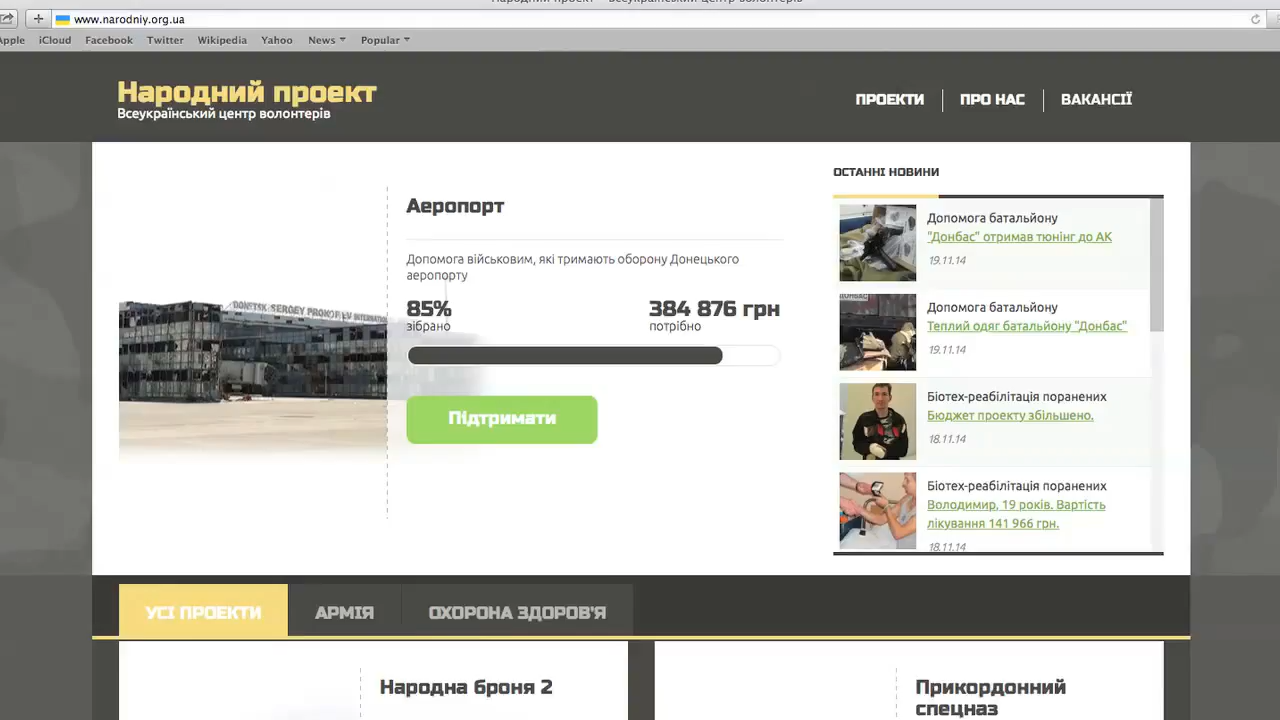 www.narodniy.org.ua
Apple iCloud Facebook Twitter Wikipedia Yahoo News Popular
Народний проект
Всеукраїнський центр волонтерів
ПРОЕКТИ
ПРО НАС
ВАКАНСІЇ
Аеропорт
Допомога військовим, які тримають оборону Донецького
аеропорту
85%
зібрано
384 876 грн
потрібно
Підтримати
DONETSK SERGEY PROKOFIEV INTERNATIONAL
ОСТАННІ НОВИНИ
Допомога батальйону
"Донбас" отримав тюнінг до АК
19.11.14
Допомога батальйону
Теплий одяг батальйону "Донбас"
19.11.14
Біотех-реабілітація поранених
Бюджет проекту збільшено.
18.11.14
Біотех-реабілітація поранених
Володимир, 19 років. Вартість
лікування 141 966 грн.
18.11.14
УСІ ПРОЕКТИ
АРМІЯ
ОХОРОНА ЗДОРОВ'Я
Народна броня 2
Прикордонний
спецназ